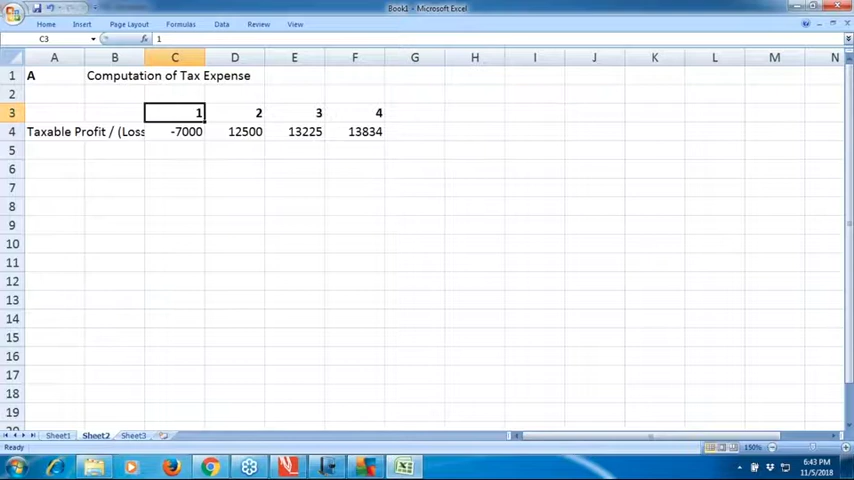 Book1 - Microsoft Excel
Home Insert Page Layout Formulas Data Review View
C3 fx 1
A B C D E F G H I J K L M N
1 A Computation of Tax Expense
2
3 1 2 3 4
4 Taxable Profit / (Loss -7000 12500 13225 13834
5
6
7
8
9
10
11
12
13
14
15
16
17
18
19
20
Sheet1 Sheet2 Sheet3
Ready 150%
6:43 PM
11/5/2018